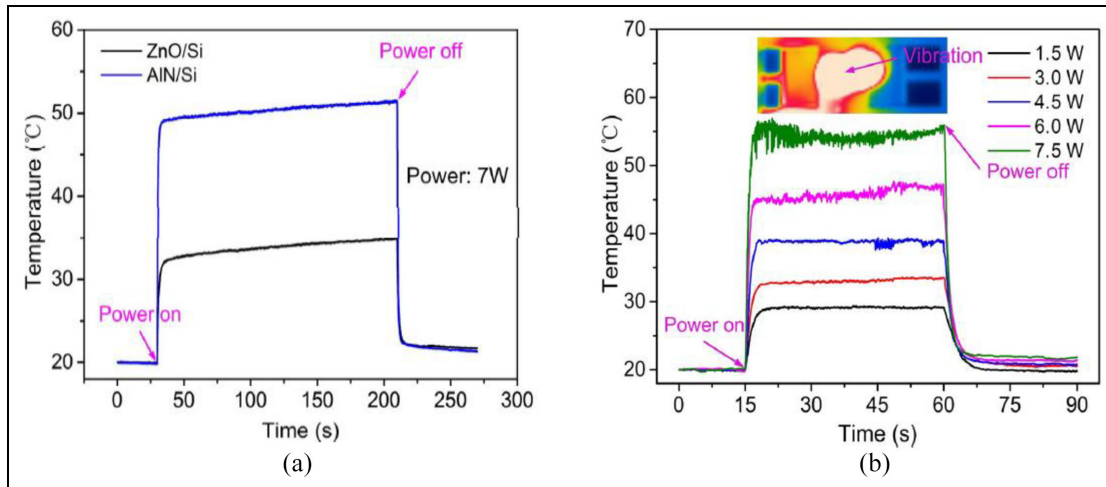 60
50
40
30
20
0
50
100
150
200
250
300
Temperature (℃)
Time (s)
ZnO/Si
AlN/Si
Power off
Power: 7W
Power on
(a)
70
60
50
40
30
20
0
15
30
45
60
75
90
Temperature (℃)
Time (s)
Vibration
1.5 W
3.0 W
4.5 W
6.0 W
7.5 W
Power off
Power on
(b)